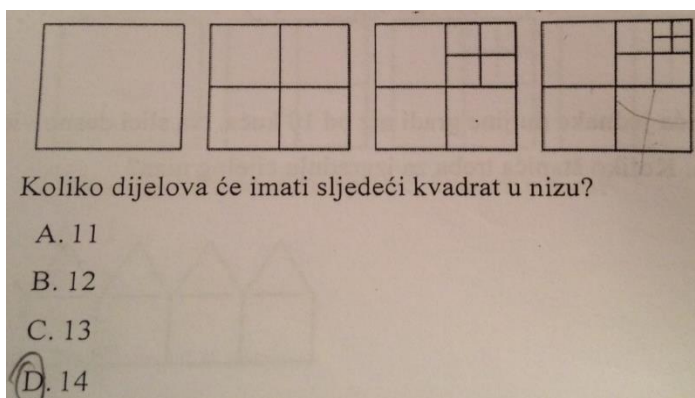 Koliko dijelova će imati sljedeći kvadrat u nizu?
A. 11
B. 12
C. 13
D. 14